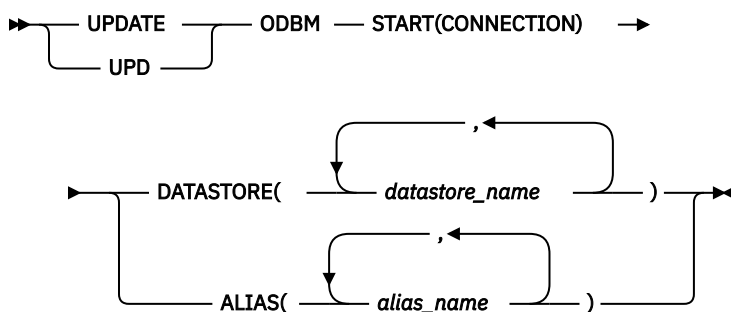 UPDATE ODBM START(CONNECTION)
UPD
,
DATASTORE( datastore_name )
,
ALIAS( alias_name )